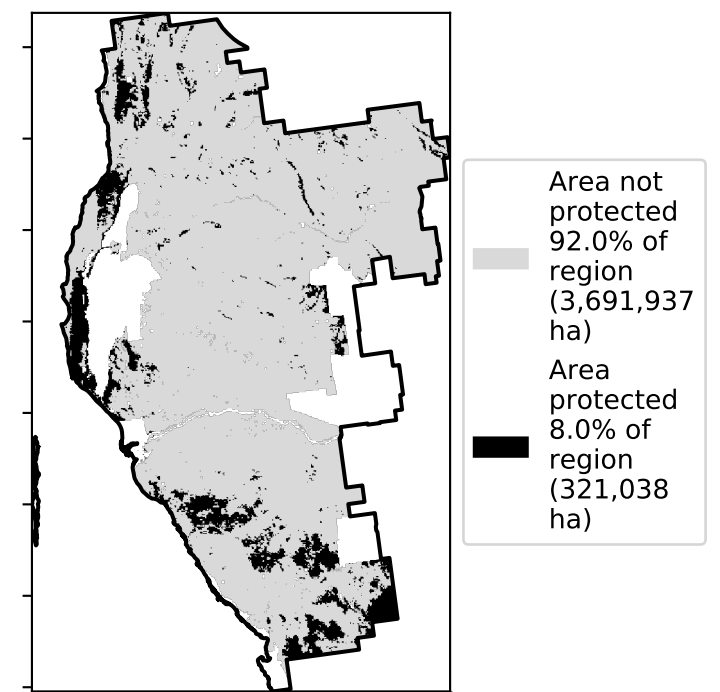 Area not
protected
92.0% of
region
(3,691,937
ha)
Area
protected
8.0% of
region
(321,038
ha)